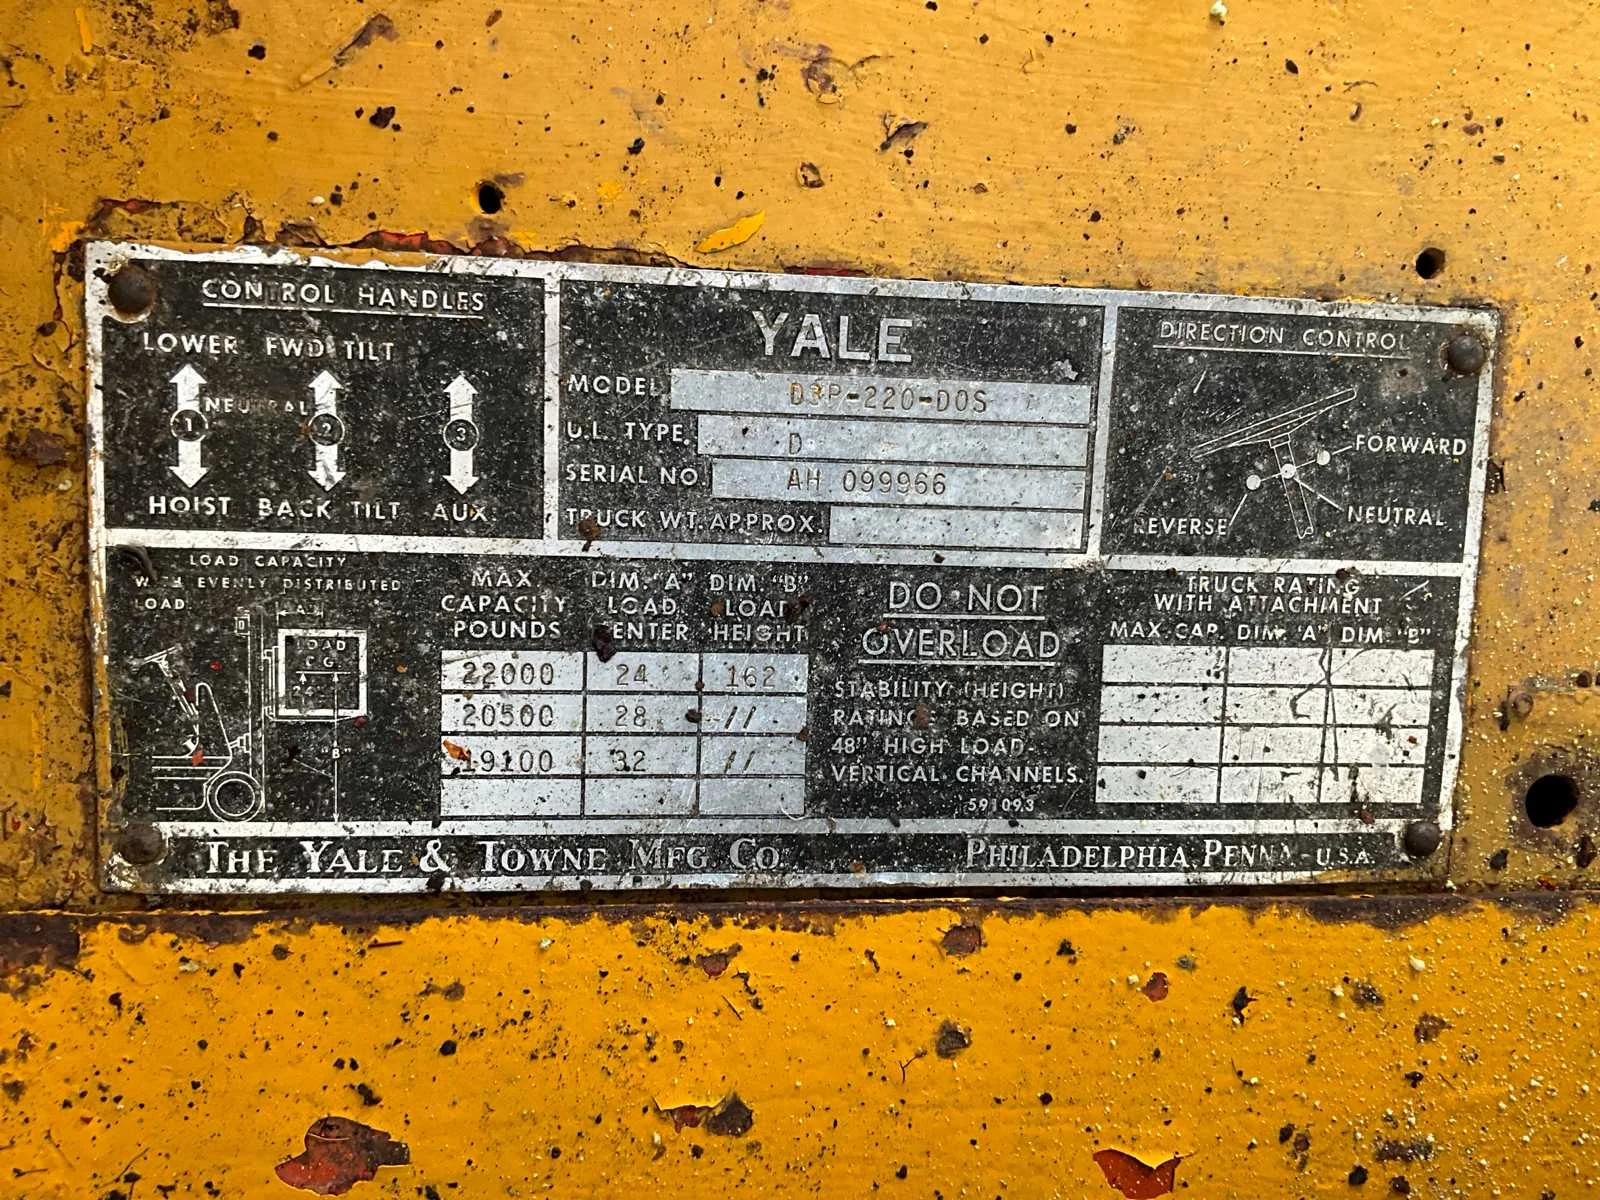 CONTROL HANDLES
LOWER FWD TILT
NEUTRAL
1 2 3
HOIST BACK TILT AUX.
YALE
MODEL D3P-220-D0S
U.L. TYPE. D
SERIAL NO. AH 099966
TRUCK WT. APPROX.
DIRECTION CONTROL
FORWARD
REVERSE
NEUTRAL
LOAD CAPACITY
WITH EVENLY DISTRIBUTED
LOAD.
"A"
LOAD
CG
24"
"B"
MAX. DIM. "A" DIM. "B"
CAPACITY LOAD LOAD
POUNDS CENTER HEIGHT
22000 24 162
20500 28 //
19100 32 //
DO NOT
OVERLOAD
STABILITY (HEIGHT)
RATINGS BASED ON
48" HIGH LOAD-
VERTICAL CHANNELS.
591093
TRUCK RATING
WITH ATTACHMENT
MAX. CAP. DIM. "A" DIM. "B"
THE YALE & TOWNE MFG. CO. PHILADELPHIA, PENNA.-U.S.A.